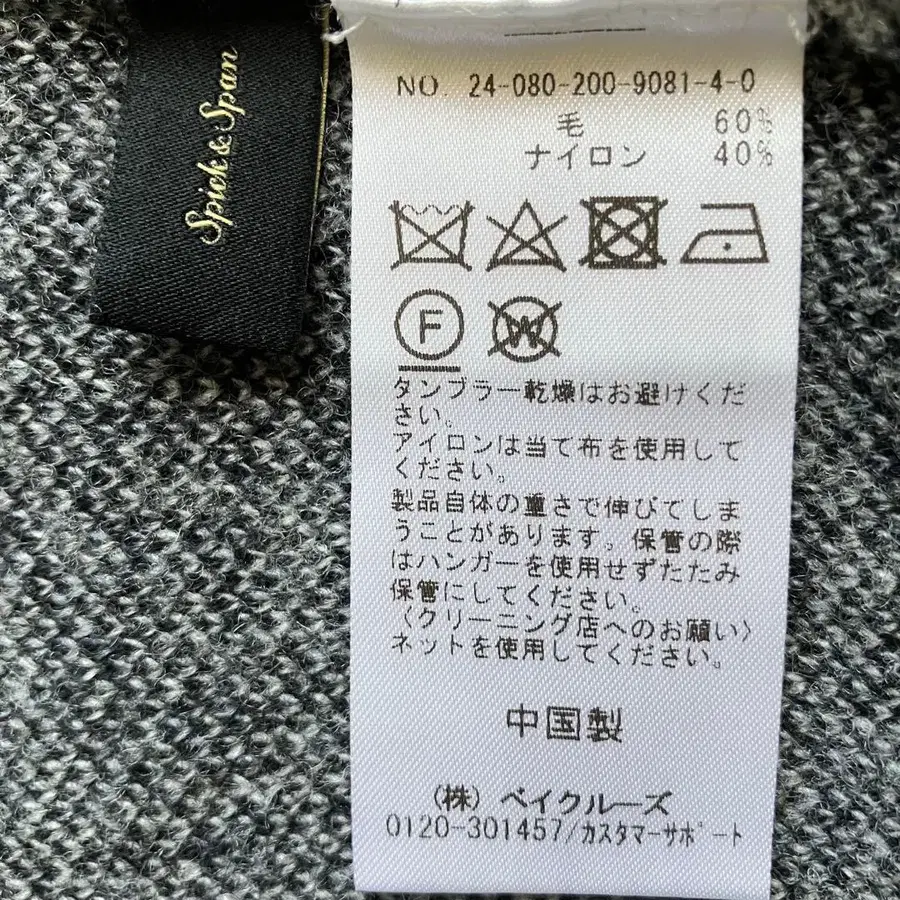 Spick & Span
NO. 24-080-200-9081-4-0
毛 60%
ナイロン 40%
F
W
タンブラー乾燥はお避けくだ
さい。
アイロンは当て布を使用して
ください。
製品自体の重さで伸びてしま
うことがあります。保管の際
はハンガーを使用せずたたみ
保管にしてください。
〈クリーニング店へのお願い〉
ネットを使用してください。
中国製
(株) ベイクルーズ
0120-301457/カスタマーサポート